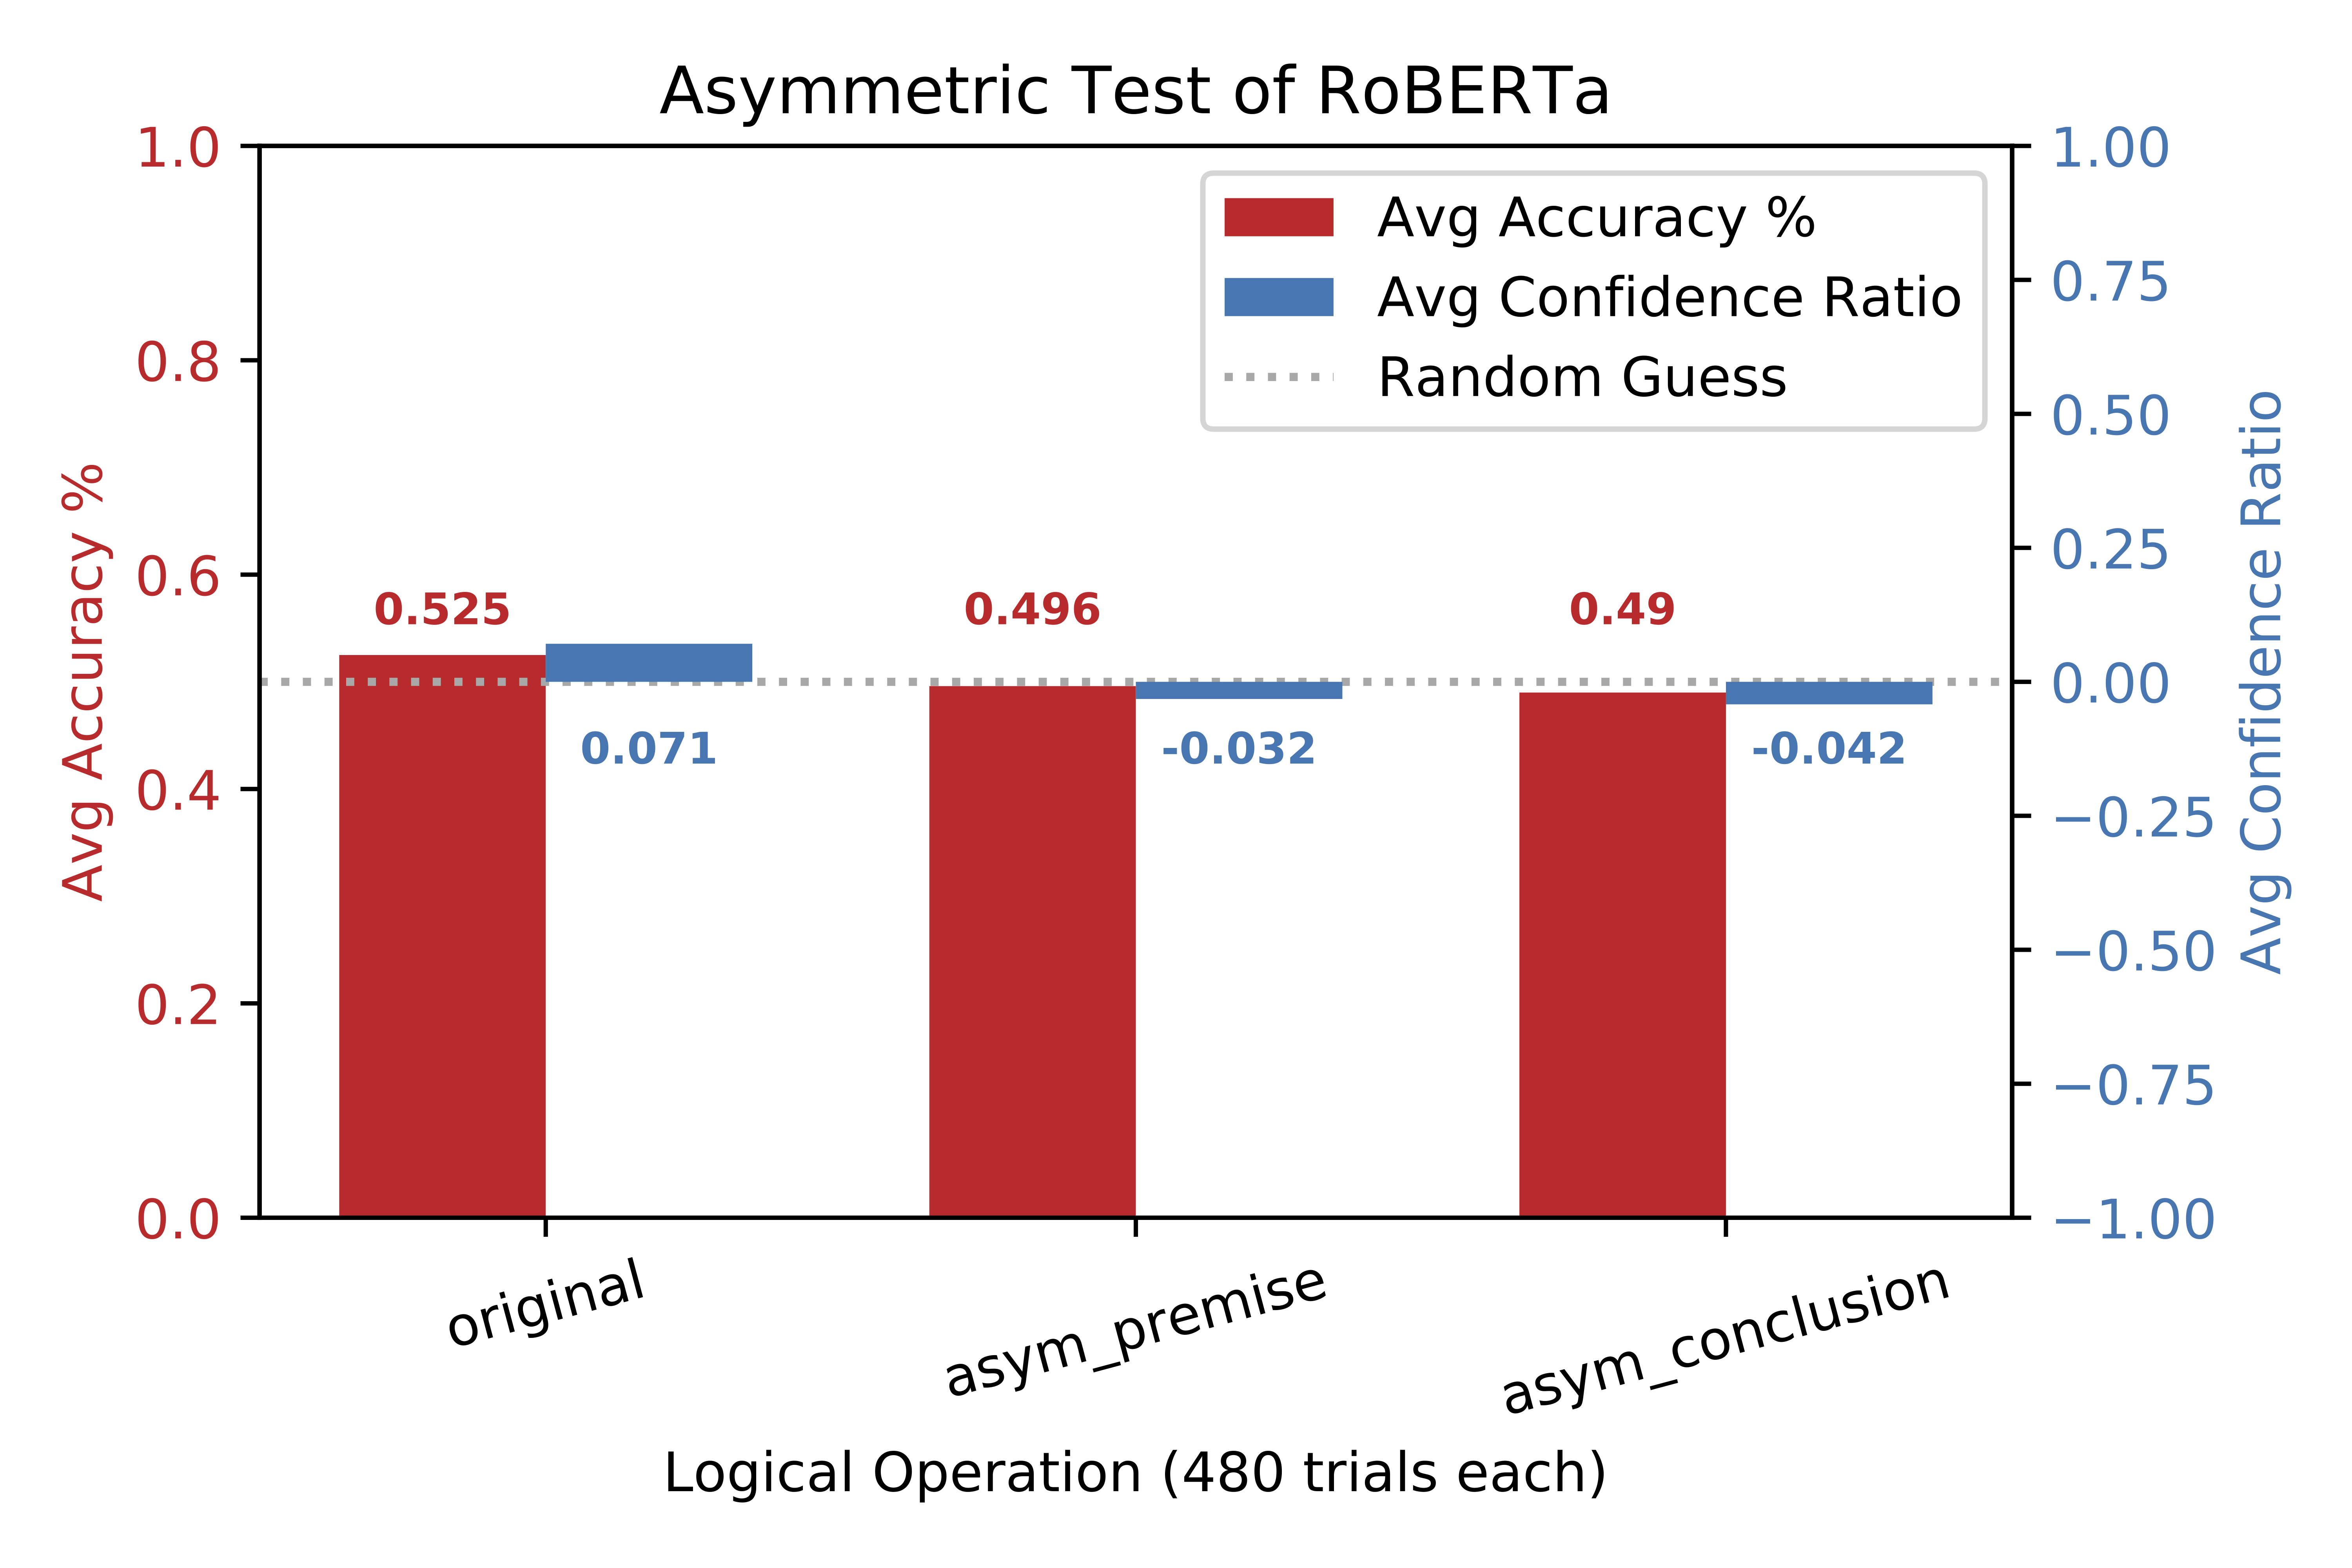 Asymmetric Test of RoBERTa
Avg Accuracy %
1.0
0.8
0.6
0.4
0.2
0.0
Avg Accuracy %
Avg Confidence Ratio
Random Guess
0.525
0.071
0.496
-0.032
0.49
-0.042
1.00
0.75
0.50
0.25
0.00
−0.25
−0.50
−0.75
−1.00
Avg Confidence Ratio
original
asym_premise
asym_conclusion
Logical Operation (480 trials each)